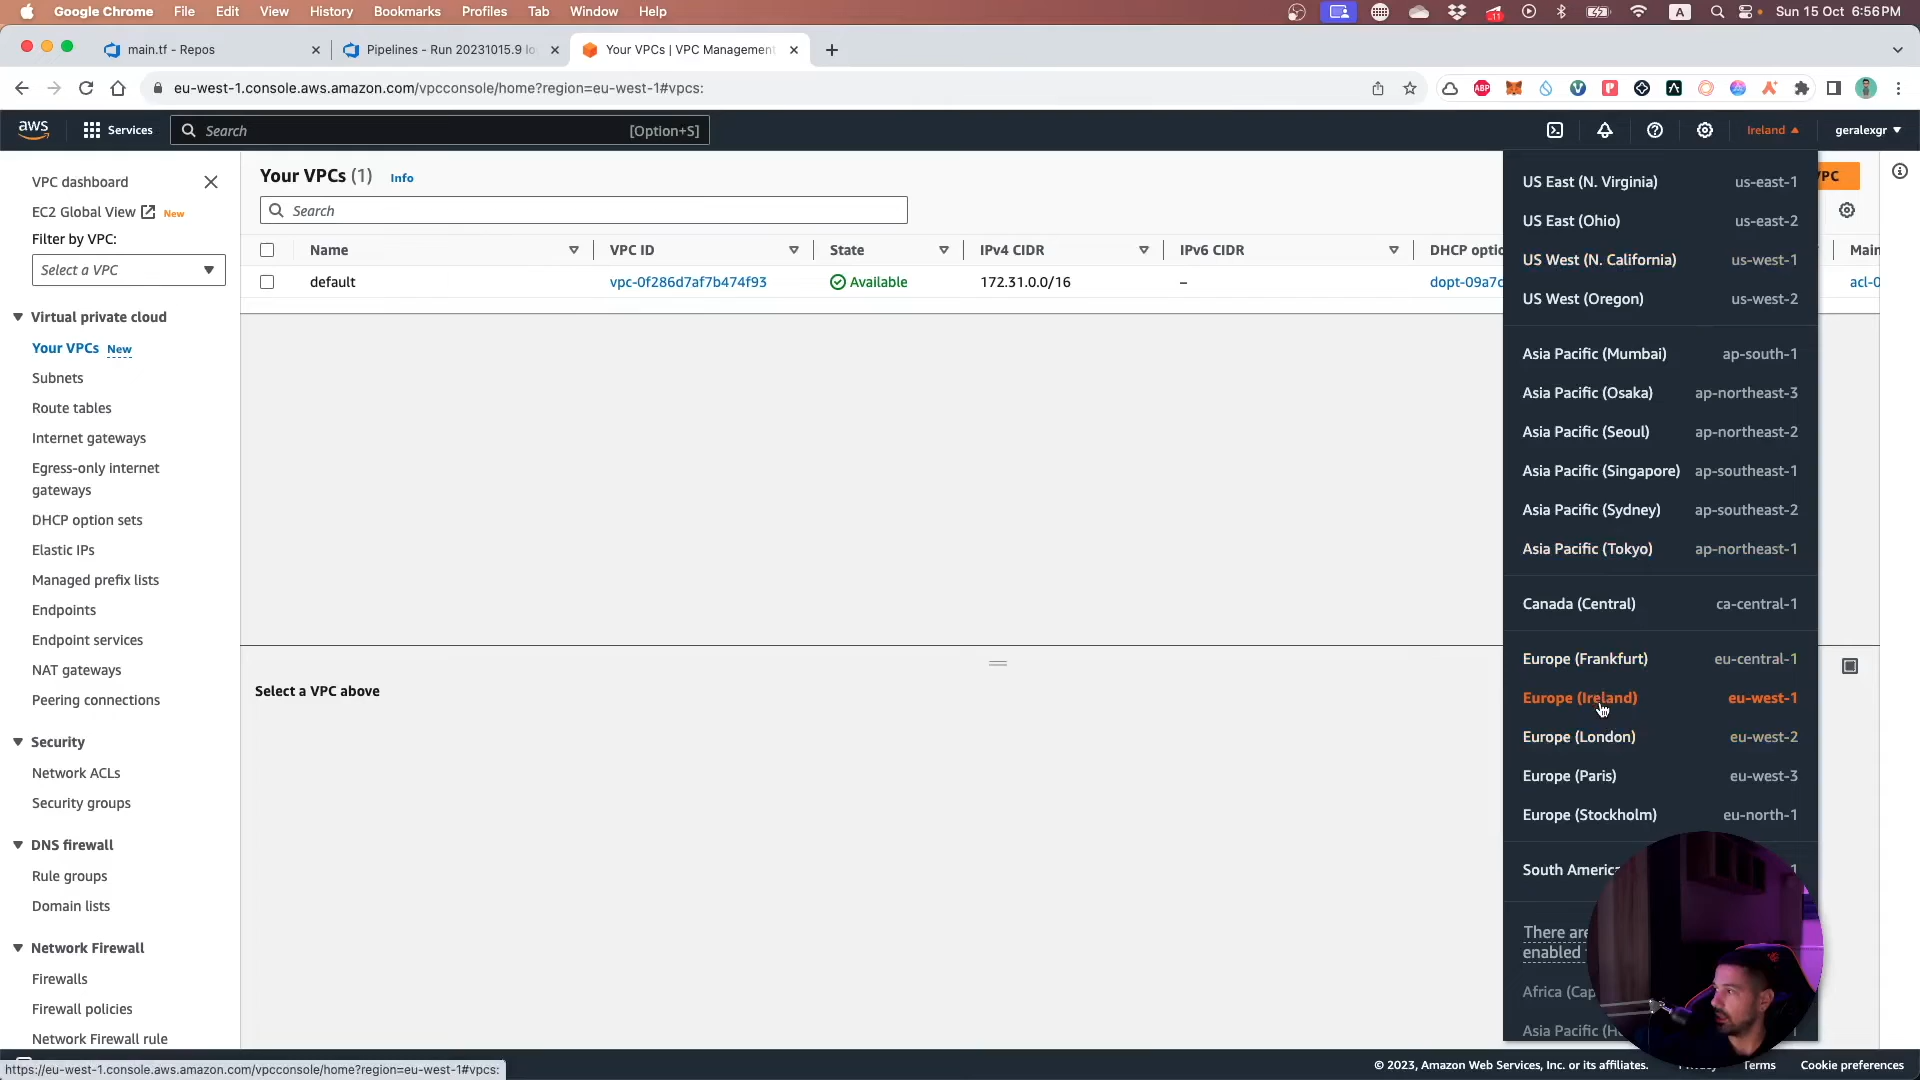 Google Chrome File Edit View History Bookmarks Profiles Tab Window Help
11
A
Sun 15 Oct 6:56 PM
main.tf - Repos
Pipelines - Run 20231015.9 lo
Your VPCs | VPC Management
eu-west-1.console.aws.amazon.com/vpcconsole/home?region=eu-west-1#vpcs:
ABP
aws
Services
Search [Option+S]
Ireland
geralexgr
VPC dashboard
EC2 Global View New
Filter by VPC:
Select a VPC
Virtual private cloud
Your VPCs New
Subnets
Route tables
Internet gateways
Egress-only internet
gateways
DHCP option sets
Elastic IPs
Managed prefix lists
Endpoints
Endpoint services
NAT gateways
Peering connections
Security
Network ACLs
Security groups
DNS firewall
Rule groups
Domain lists
Network Firewall
Firewalls
Firewall policies
Network Firewall rule
Your VPCs (1) Info
VPC
Search
Name VPC ID State IPv4 CIDR IPv6 CIDR DHCP optio Main
default vpc-0f286d7af7b474f93 Available 172.31.0.0/16 – dopt-09a7c acl-0
Select a VPC above
US East (N. Virginia) us-east-1
US East (Ohio) us-east-2
US West (N. California) us-west-1
US West (Oregon) us-west-2
Asia Pacific (Mumbai) ap-south-1
Asia Pacific (Osaka) ap-northeast-3
Asia Pacific (Seoul) ap-northeast-2
Asia Pacific (Singapore) ap-southeast-1
Asia Pacific (Sydney) ap-southeast-2
Asia Pacific (Tokyo) ap-northeast-1
Canada (Central) ca-central-1
Europe (Frankfurt) eu-central-1
Europe (Ireland) eu-west-1
Europe (London) eu-west-2
Europe (Paris) eu-west-3
Europe (Stockholm) eu-north-1
South America
There are
enabled
Africa (Cap
Asia Pacific (H
https://eu-west-1.console.aws.amazon.com/vpcconsole/home?region=eu-west-1#vpcs:
© 2023, Amazon Web Services, Inc. or its affiliates.
Terms
Cookie preferences